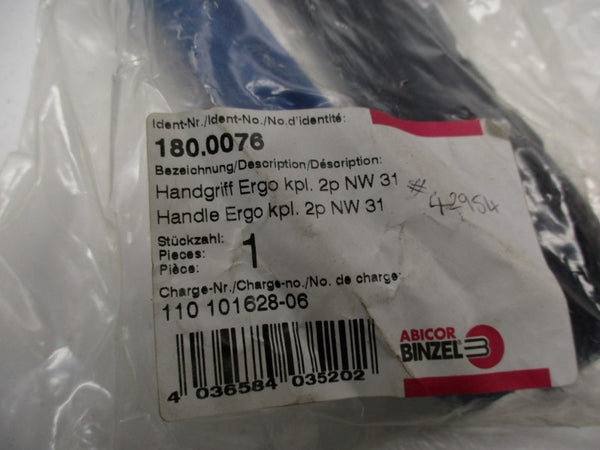 Ident-Nr./Ident-No./No.d'identité:
180.0076
Bezeichnung/Description/Déscription:
Handgriff Ergo kpl. 2p NW 31
Handle Ergo kpl. 2p NW 31
#42954
Stückzahl:
Pieces:
Pièce:
1
Charge-Nr./Charge-no./No. de charge:
110 101628-06
4 036584 035202
ABICOR
BINZEL